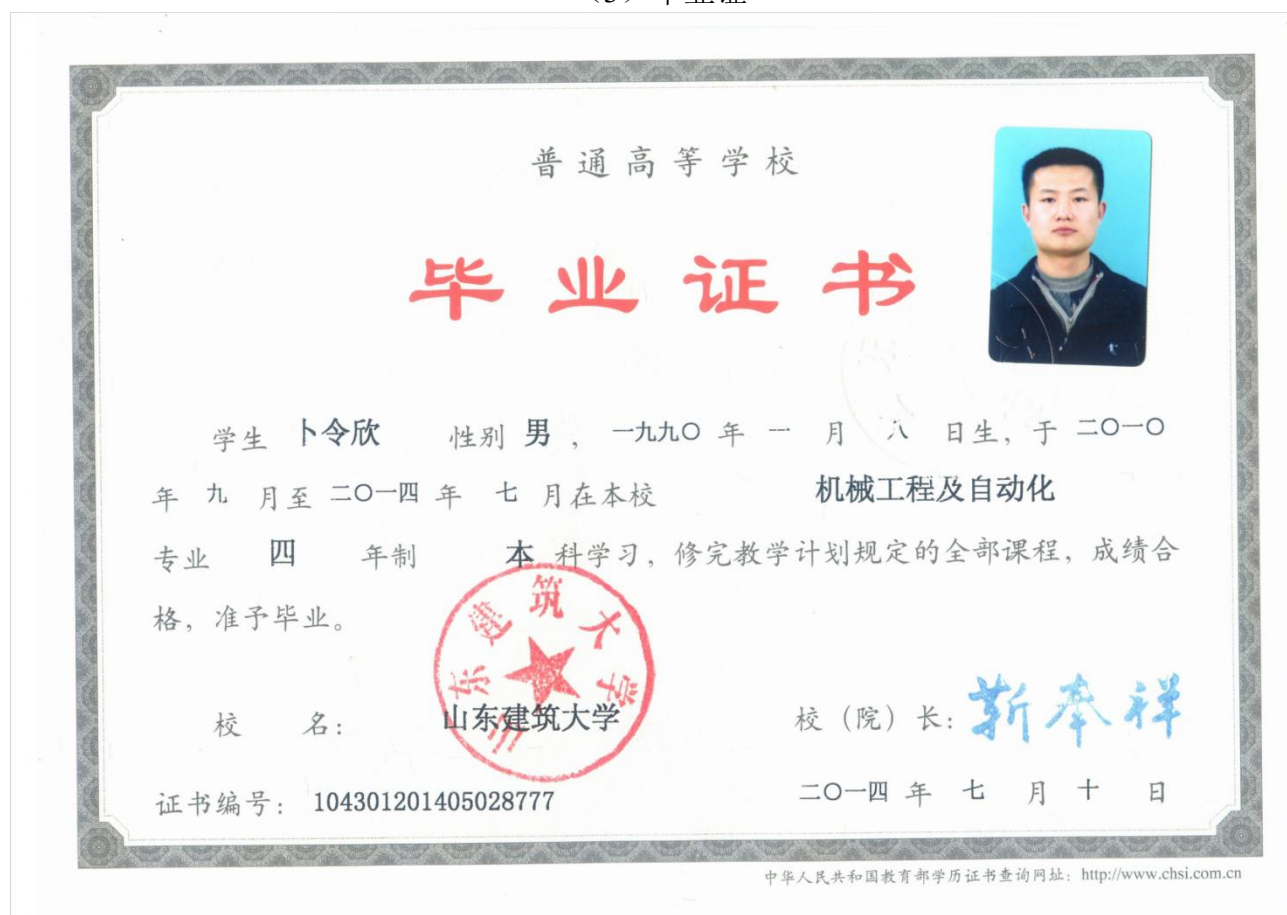 （3）毕业证
普通高等学校
毕业证书
学生 卜令欣 性别 男，一九九〇 年 一 月 八 日生，于 二〇一〇
年 九 月至 二〇一四 年 七 月在本校 机械工程及自动化
专业 四 年制 本 科学习，修完教学计划规定的全部课程，成绩合
格，准予毕业。
山东建筑大学
校 名： 山东建筑大学 校（院）长：靳奉祥
证书编号：104301201405028777 二〇一四 年 七 月 十 日
中华人民共和国教育部学历证书查询网址：http://www.chsi.com.cn